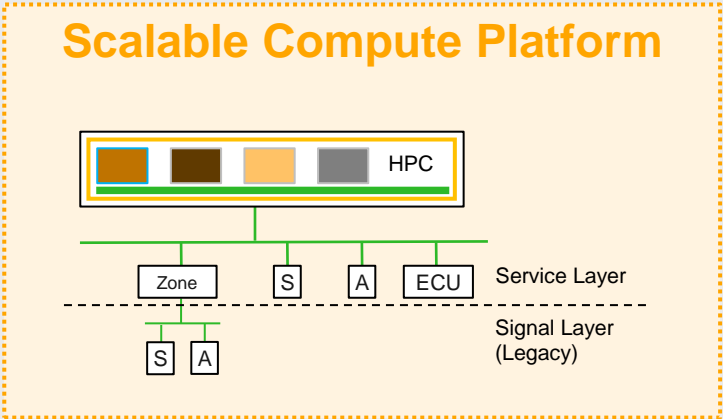 Scalable Compute Platform
HPC
Zone
S
A
ECU
Service Layer
Signal Layer
(Legacy)
S
A